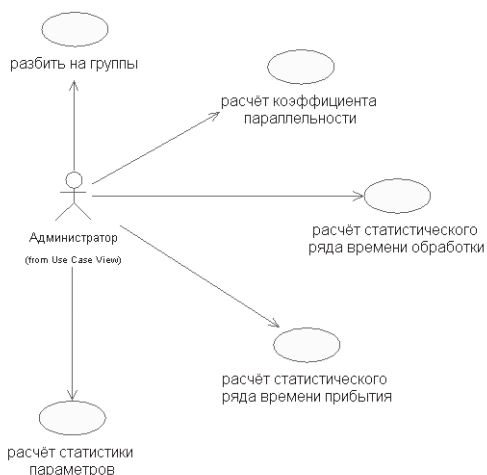 разбить на группы
расчёт коэффициента
параллельности
расчёт статистического
ряда времени обработки
Администратор
(from Use Case View)
расчёт статистического
ряда времени прибытия
расчёт статистики
параметров